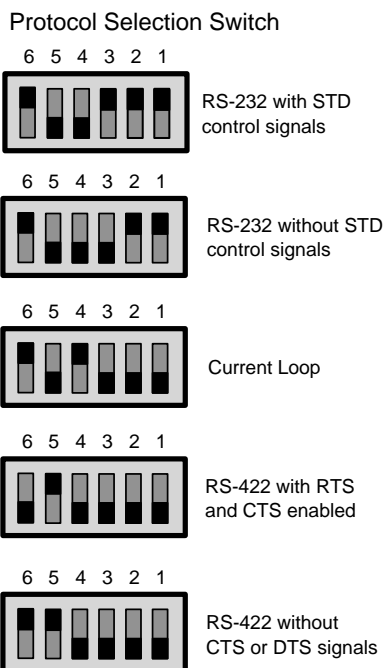 Protocol Selection Switch
6 5 4 3 2 1
RS-232 with STD
control signals
6 5 4 3 2 1
RS-232 without STD
control signals
6 5 4 3 2 1
Current Loop
6 5 4 3 2 1
RS-422 with RTS
and CTS enabled
6 5 4 3 2 1
RS-422 without
CTS or DTS signals